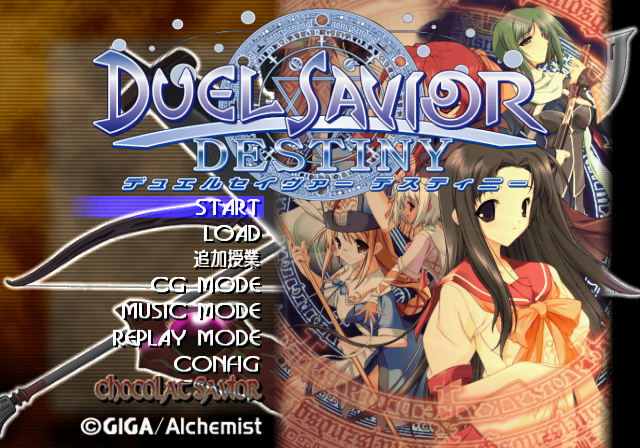 DUEL SAVIOR
DESTINY
デュエルセイヴァー デスティニー
START
LOAD
追加授業
CG MODE
MUSIC MODE
REPLAY MODE
CONFIG
chocolat savior
©GIGA/Alchemist